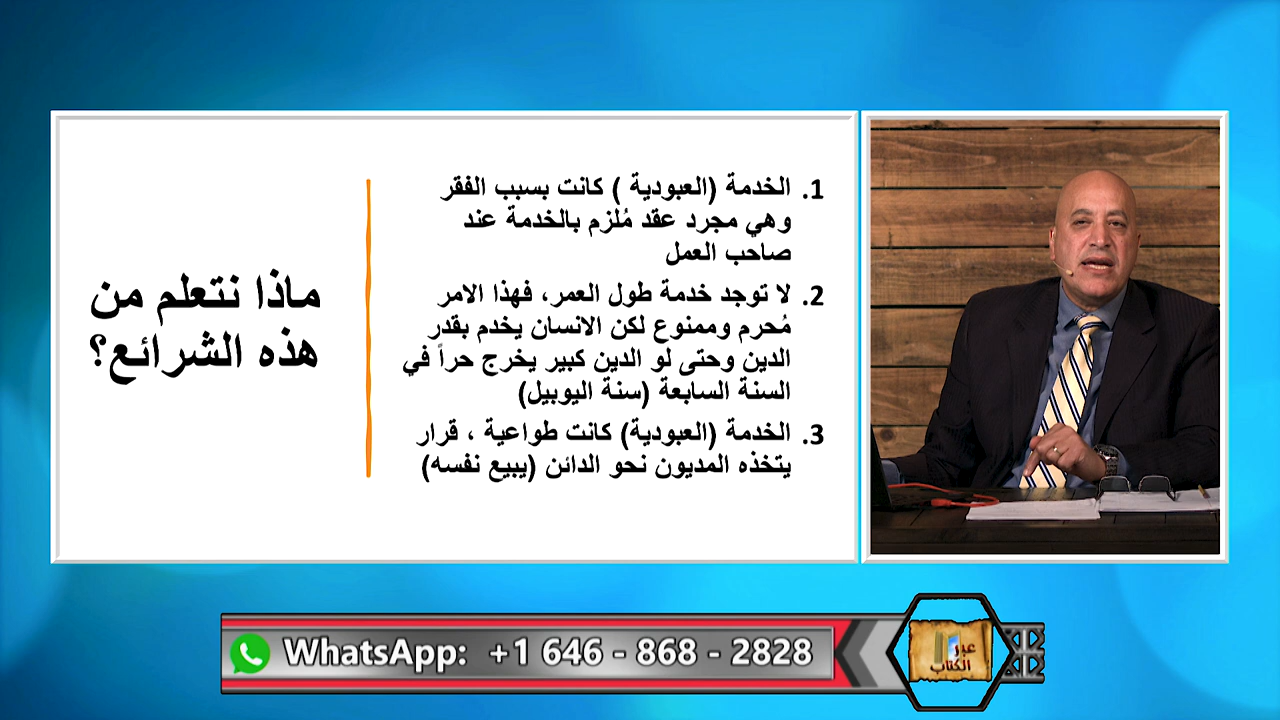 ماذا نتعلم من
هذه الشرائع؟
1. الخدمة (العبودية ) كانت بسبب الفقر
وهي مجرد عقد مُلزم بالخدمة عند
صاحب العمل
2. لا توجد خدمة طول العمر، فهذا الامر
مُحرم وممنوع لكن الانسان يخدم بقدر
الدين وحتى لو الدين كبير يخرج حراً في
السنة السابعة (سنة اليوبيل)
3. الخدمة (العبودية) كانت طواعية ، قرار
يتخذه المديون نحو الدائن (يبيع نفسه)
WhatsApp: +1 646 - 868 - 2828
عبر
الكتاب